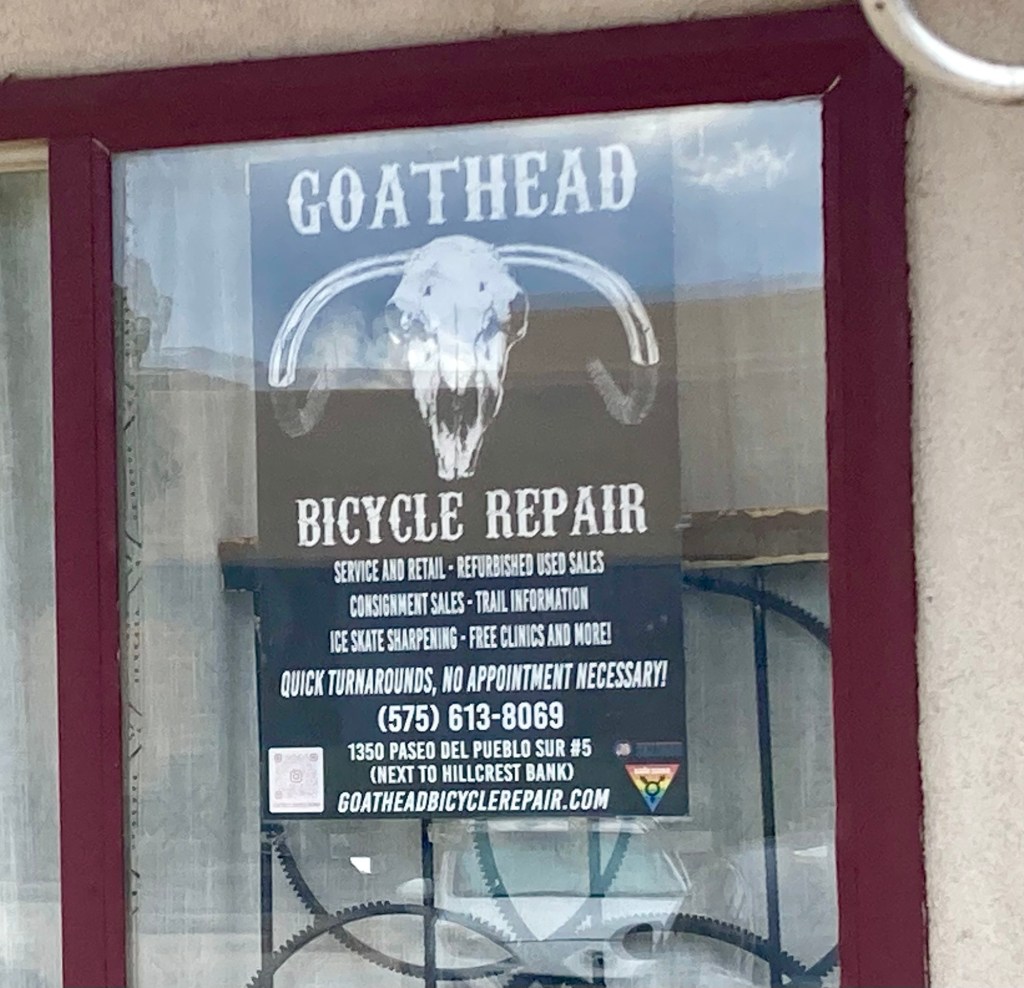 GOATHEAD
BICYCLE REPAIR
SERVICE AND RETAIL - REFURBISHED USED SALES
CONSIGNMENT SALES - TRAIL INFORMATION
ICE SKATE SHARPENING - FREE CLINICS AND MORE!
QUICK TURNAROUNDS, NO APPOINTMENT NECESSARY!
(575) 613-8069
1350 PASEO DEL PUEBLO SUR #5
(NEXT TO HILLCREST BANK)
GOATHEADBICYCLEREPAIR.COM